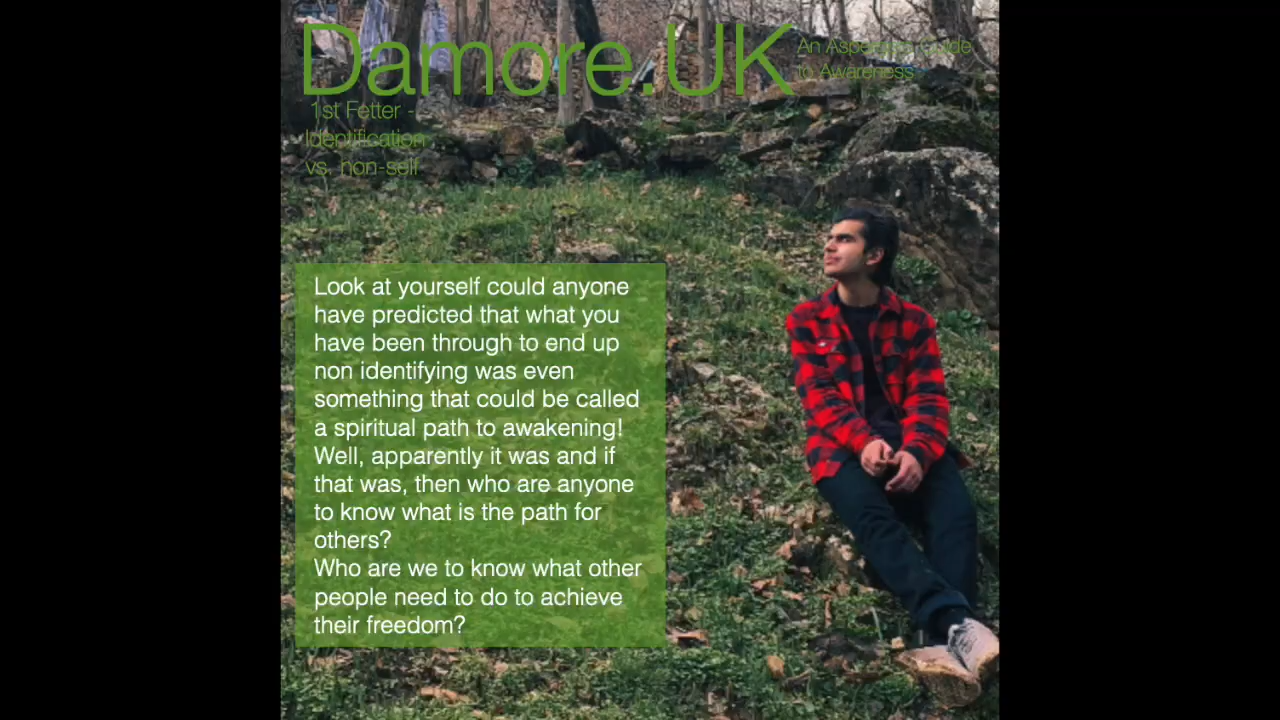 Damore.UK
An Asperger's Guide
to Awareness
1st Fetter -
Identification
vs. non-self
Look at yourself could anyone
have predicted that what you
have been through to end up
non identifying was even
something that could be called
a spiritual path to awakening!
Well, apparently it was and if
that was, then who are anyone
to know what is the path for
others?
Who are we to know what other
people need to do to achieve
their freedom?